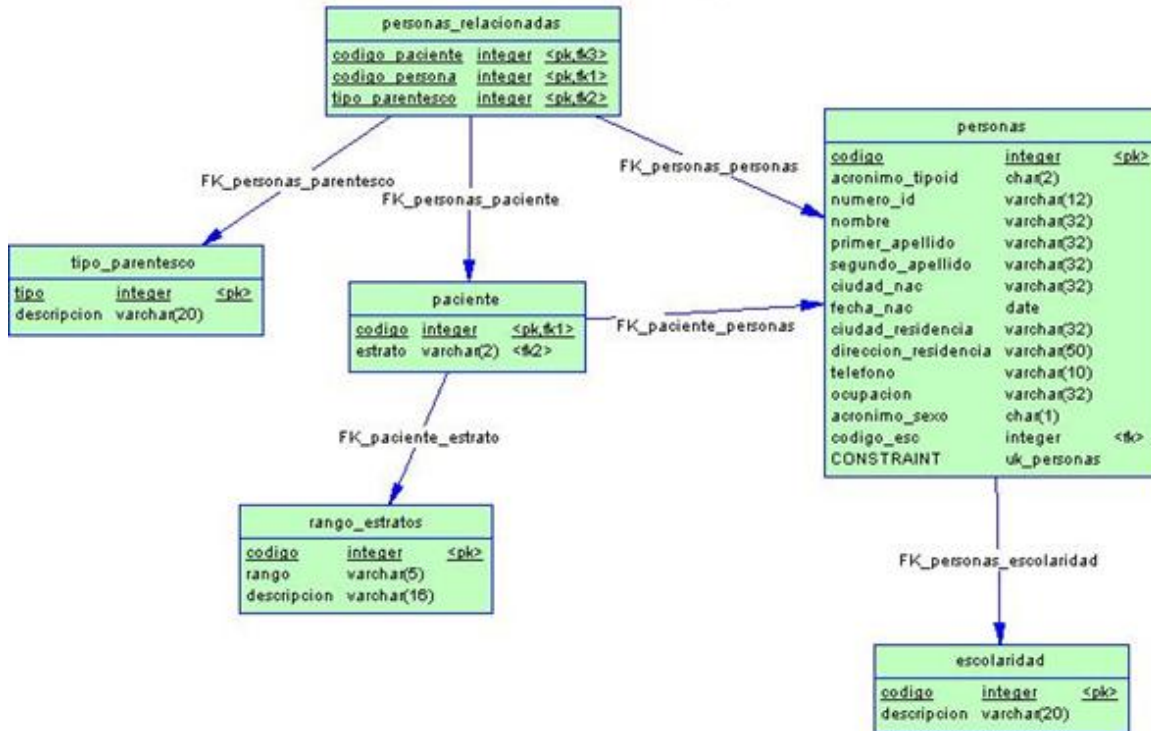 personas_relacionadas
codigo_paciente integer <pk,fk3>
codigo_persona integer <pk,fk1>
tipo_parentesco integer <pk,fk2>
FK_personas_parentesco
FK_personas_paciente
FK_personas_personas
personas
codigo integer <pk>
acronimo_tipoid char(2)
numero_id varchar(12)
nombre varchar(32)
primer_apellido varchar(32)
segundo_apellido varchar(32)
ciudad_nac varchar(32)
fecha_nac date
ciudad_residencia varchar(32)
direccion_residencia varchar(50)
telefono varchar(10)
ocupacion varchar(32)
acronimo_sexo char(1)
codigo_esc integer <fk>
CONSTRAINT uk_personas
tipo_parentesco
tipo integer <pk>
descripcion varchar(20)
paciente
codigo integer <pk,fk1>
estrato varchar(2) <fk2>
FK_paciente_personas
FK_paciente_estrato
rango_estratos
codigo integer <pk>
rango varchar(5)
descripcion varchar(16)
FK_personas_escolaridad
escolaridad
codigo integer <pk>
descripcion varchar(20)